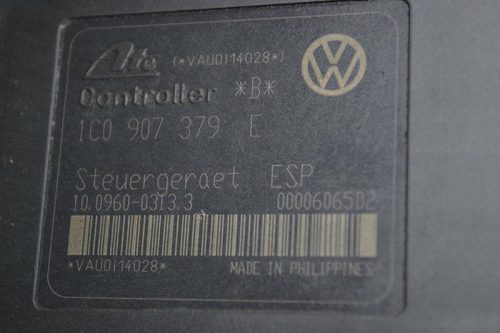 Ate (*VAU0114028*)
Controller *B*
1C0 907 379 E
Steuergeraet ESP
10.0960-0313.3 00006065D2
*VAU0114028* MADE IN PHILIPPINES